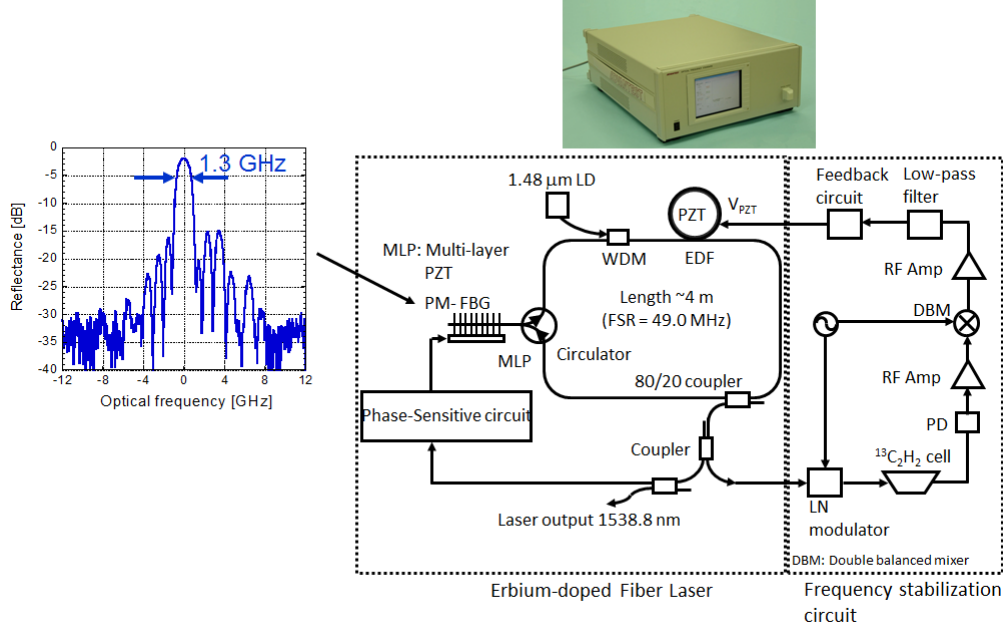 0
-5
-10
-15
-20
-25
-30
-35
-40
Reflectance [dB]
1.3 GHz
-12
-8
-4
0
4
8
12
Optical frequency [GHz]
MLP: Multi-layer
PZT
PM- FBG
MLP
Circulator
1.48 μm LD
WDM
PZT
EDF
V_PZT
Length ~4 m
(FSR = 49.0 MHz)
80/20 coupler
Phase-Sensitive circuit
Coupler
Laser output 1538.8 nm
Feedback
circuit
Low-pass
filter
RF Amp
DBM
RF Amp
PD
¹³C₂H₂ cell
LN
modulator
DBM: Double balanced mixer
Erbium-doped Fiber Laser
Frequency stabilization
circuit